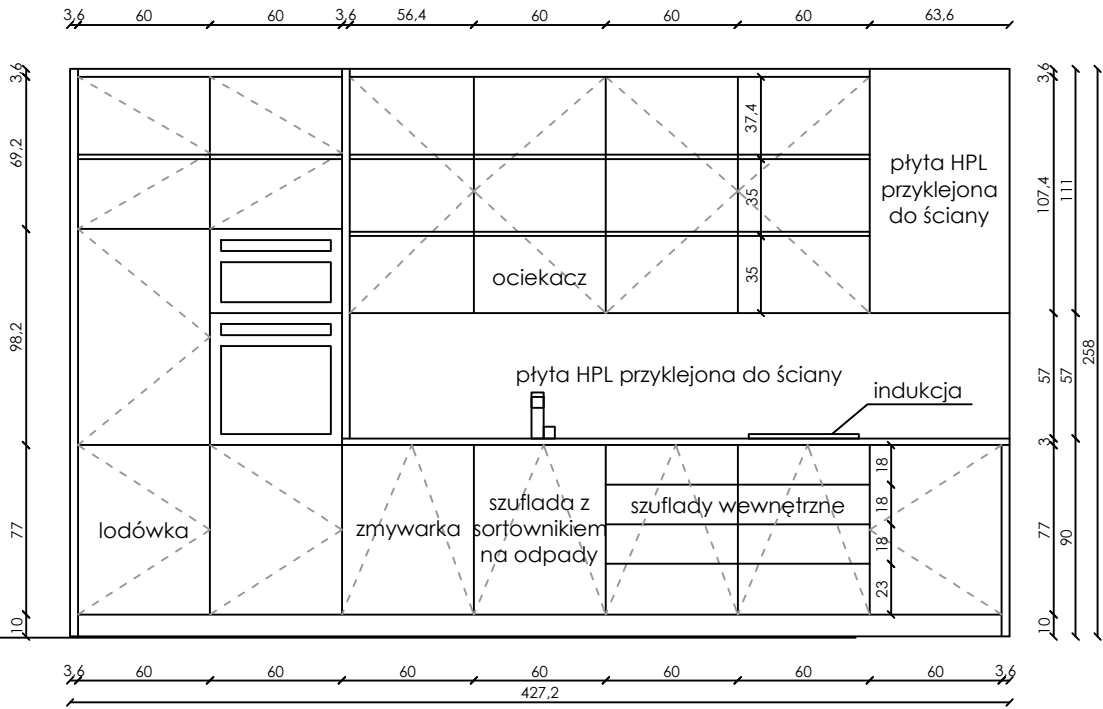 3,6 60 60 3,6 56,4 60 60 60 63,6
3,6
69,2
98,2
77
10
37,4
35
35
płyta HPL
przyklejona
do ściany
ociekacz
płyta HPL przyklejona do ściany
indukcja
lodówka
zmywarka
szuflada z
sortownikiem
na odpady
szuflady wewnętrzne
18
18
18
23
3,6
107,4
57
3
77
10
111
57
90
258
3,6 60 60 60 60 60 60 60 3,6
427,2